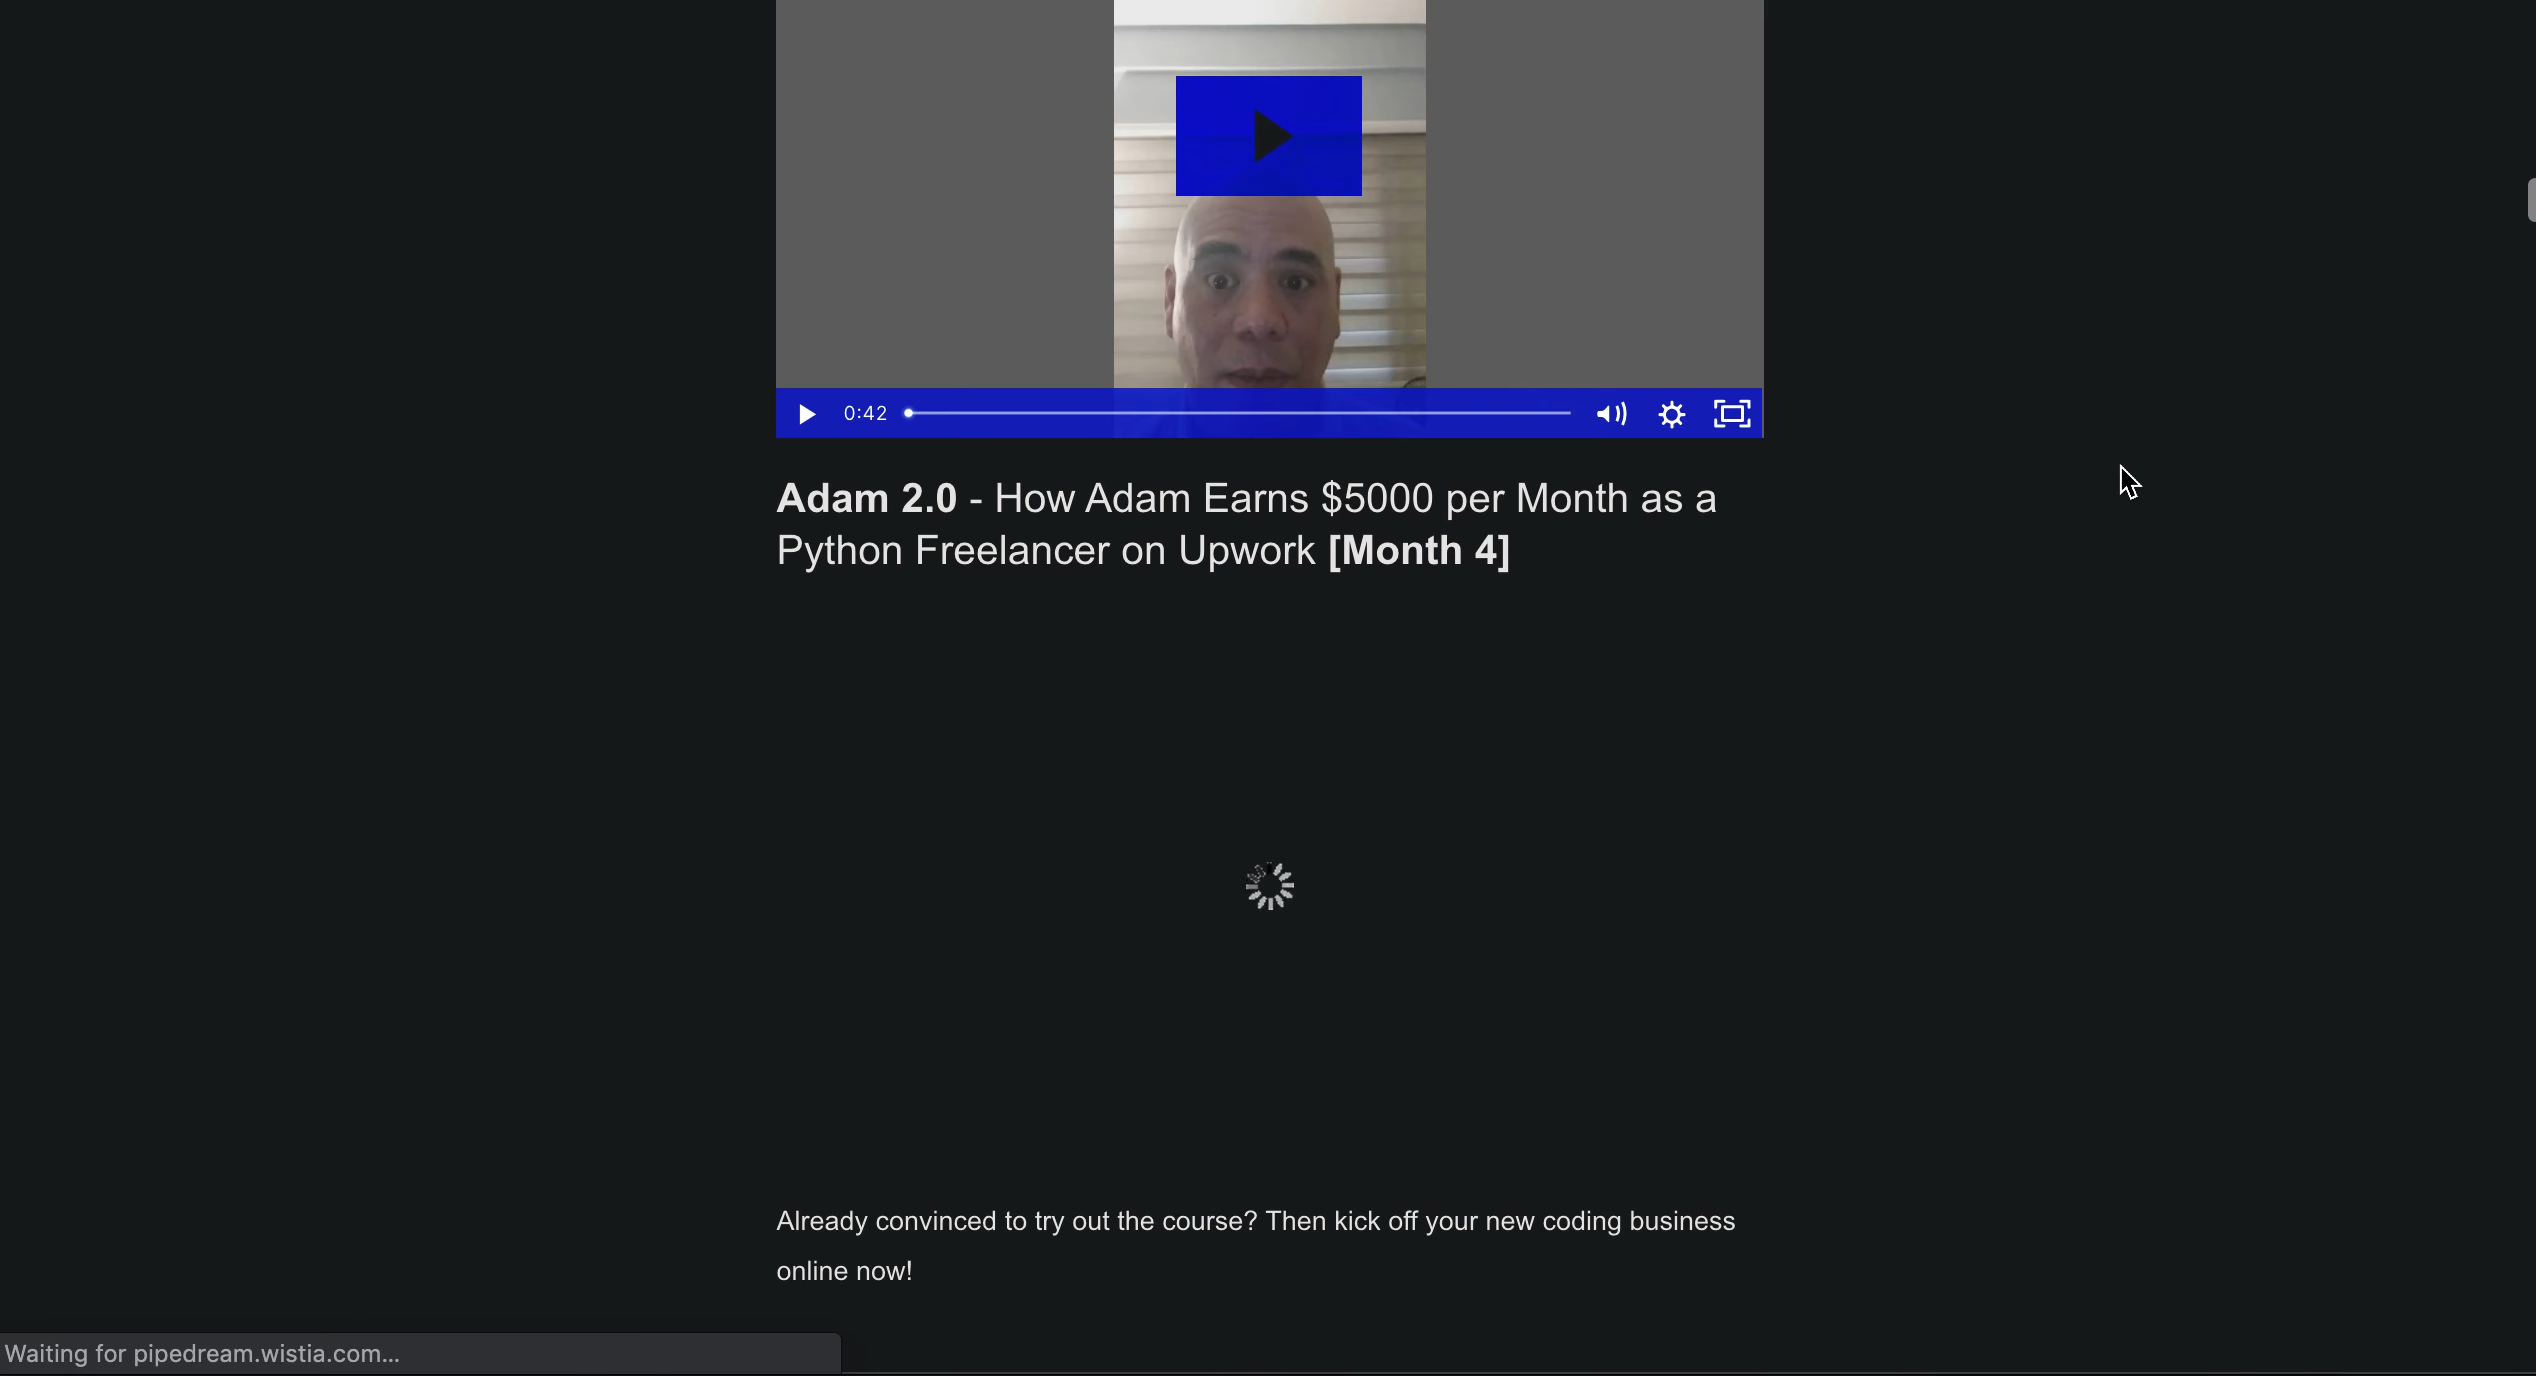 0:42
Adam 2.0 - How Adam Earns $5000 per Month as a
Python Freelancer on Upwork [Month 4]
Already convinced to try out the course? Then kick off your new coding business
online now!
Waiting for pipedream.wistia.com...